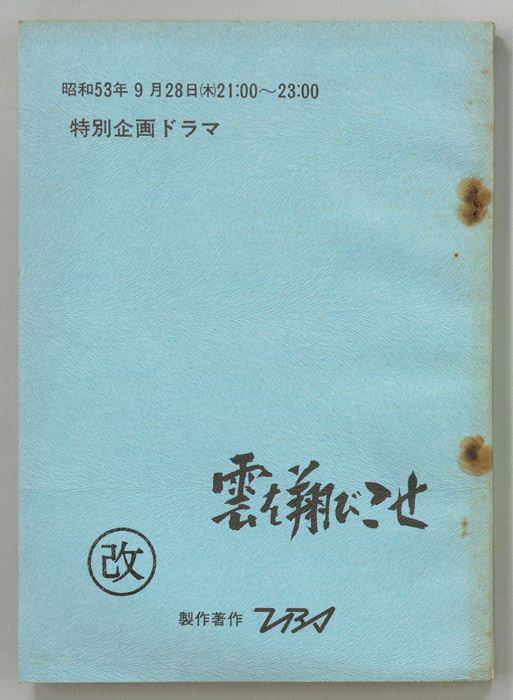 昭和53年9月28日(木)21:00〜23:00
特別企画ドラマ
雲を翔びこせ
改
製作著作 TBS